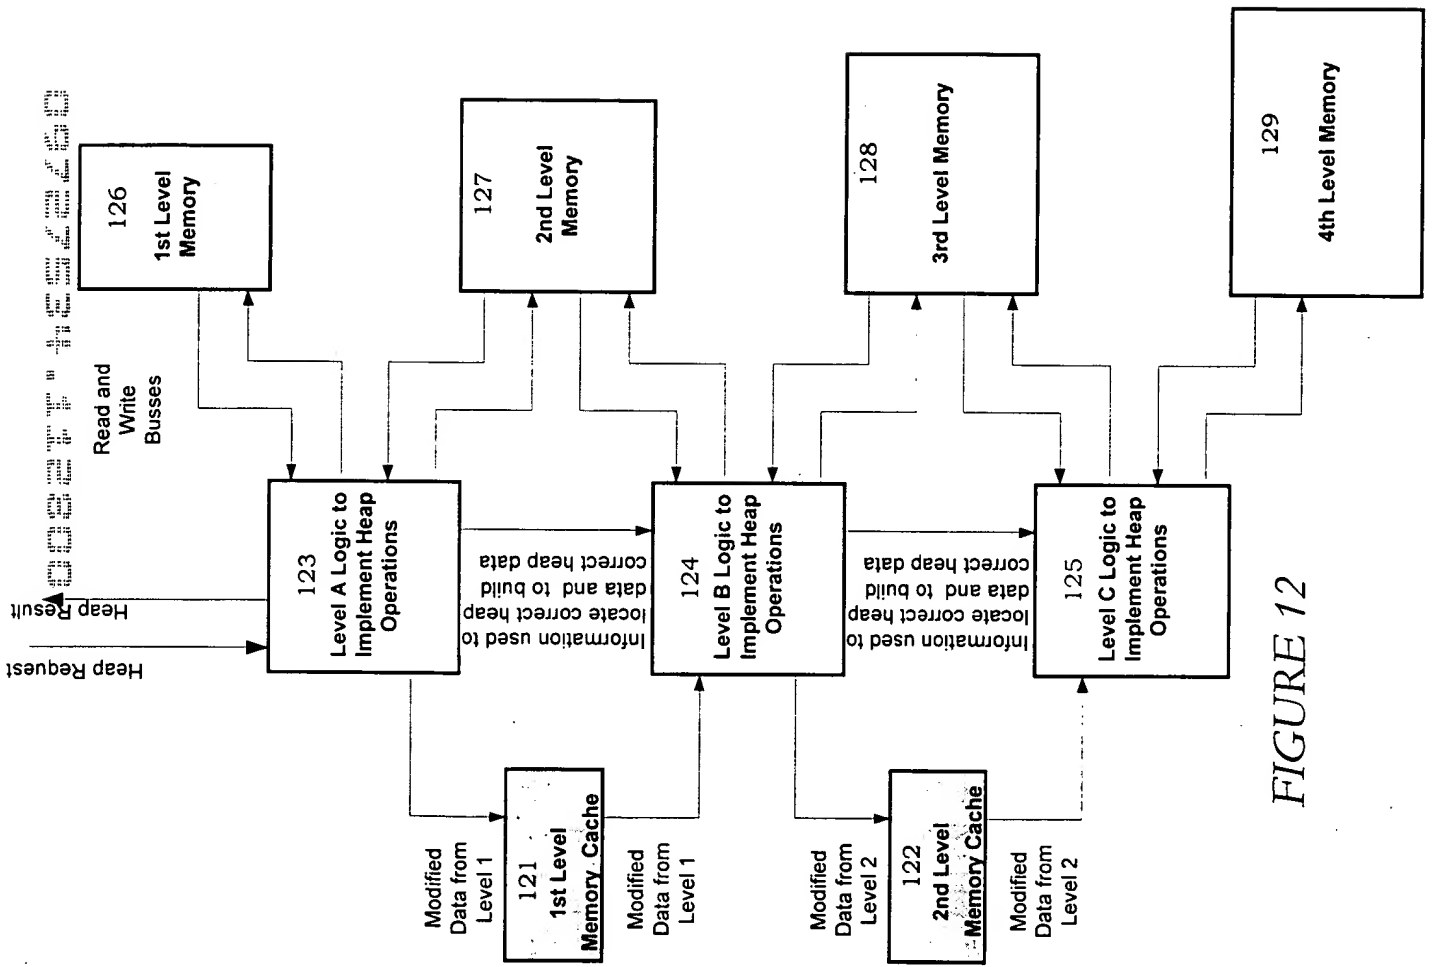 Heap Request
Heap Result
Read and
Write
Busses
126
1st Level
Memory
123
Level A Logic to
Implement Heap
Operations
127
2nd Level
Memory
Information used to
locate correct heap
data and to build
correct heap data
Modified
Data from
Level 1
121
1st Level
Memory Cache
Modified
Data from
Level 1
124
Level B Logic to
Implement Heap
Operations
128
3rd Level Memory
Information used to
locate correct heap
data and to build
correct heap data
Modified
Data from
Level 2
122
2nd Level
Memory Cache
Modified
Data from
Level 2
125
Level C Logic to
Implement Heap
Operations
129
4th Level Memory
FIGURE 12